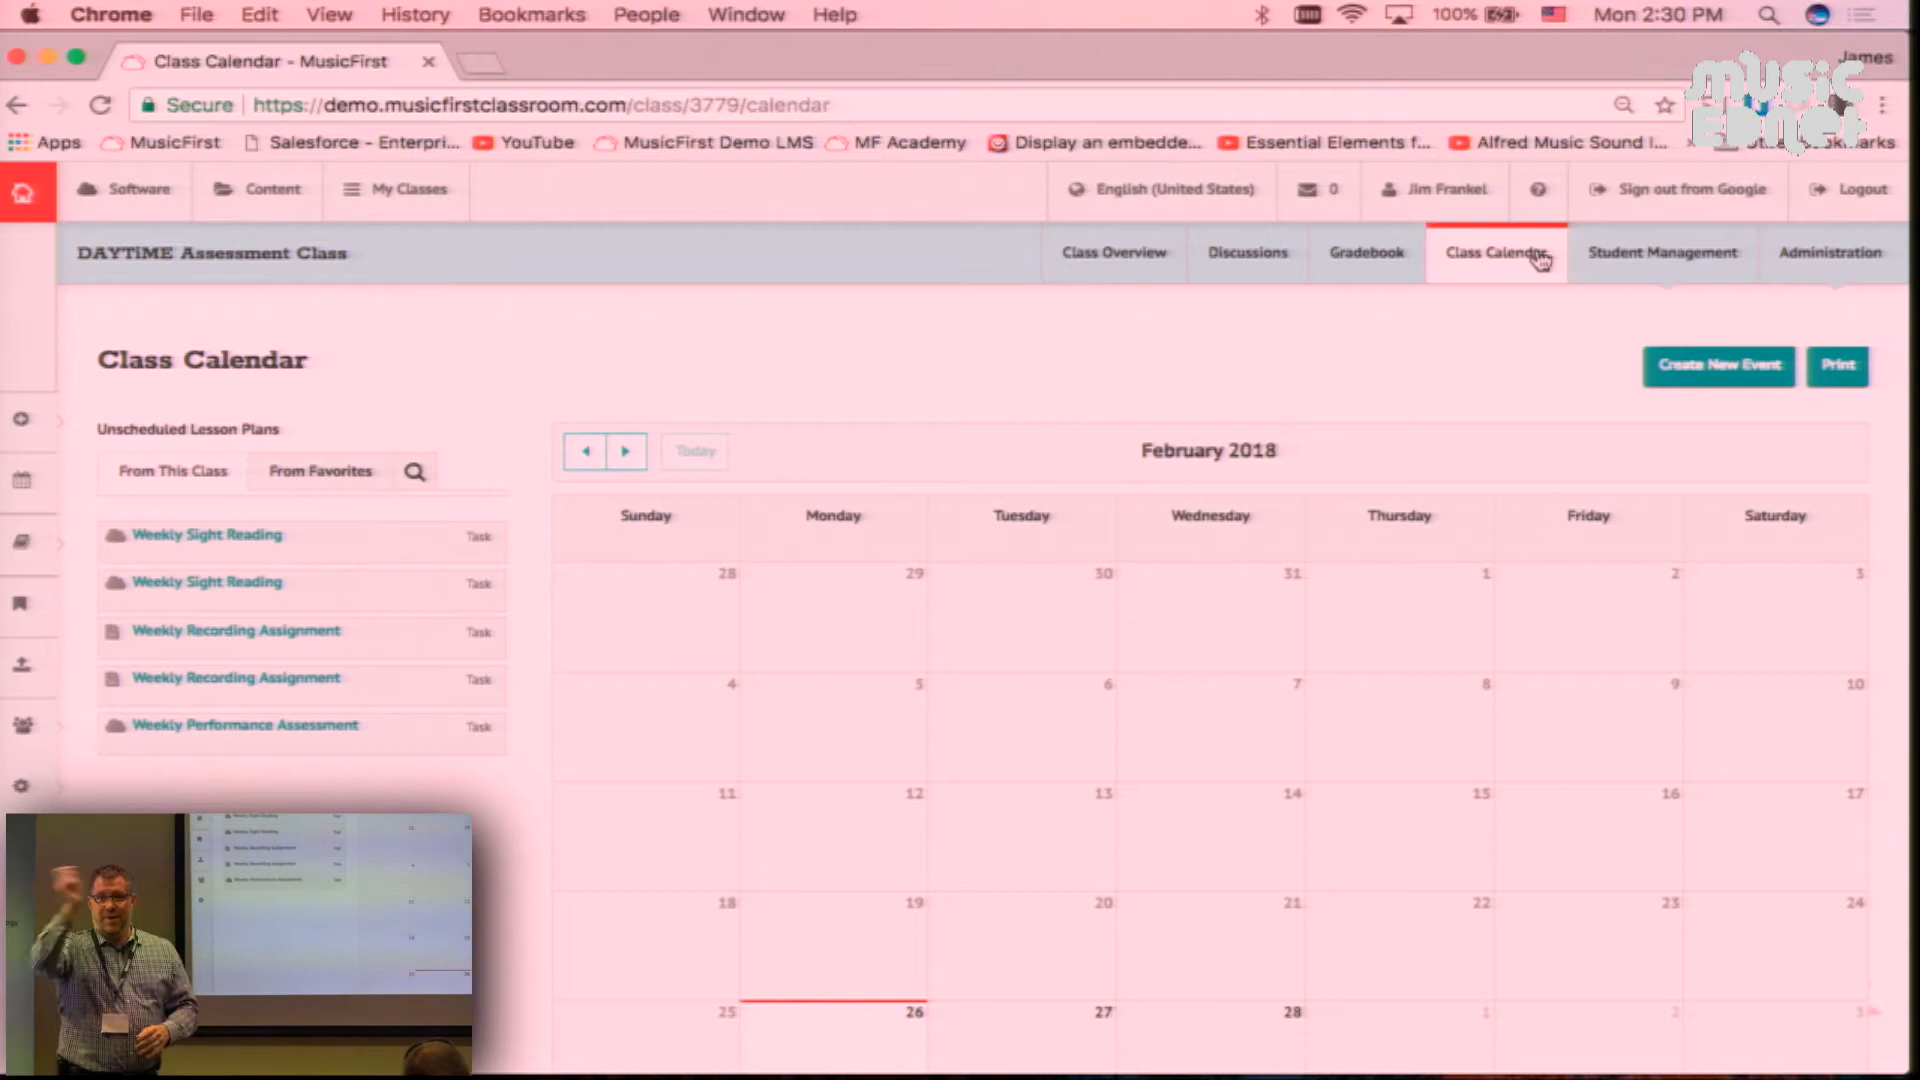 Chrome File Edit View History Bookmarks People Window Help 100% Mon 2:30 PM
Class Calendar - MusicFirst James
Secure https://demo.musicfirstclassroom.com/class/3779/calendar
Apps MusicFirst Salesforce - Enterpri... YouTube MusicFirst Demo LMS MF Academy Display an embedde... Essential Elements f... Alfred Music Sound I...
music EDnet
Software Content My Classes English (United States) 0 Jim Frankel Sign out from Google Logout
DAYTiME Assessment Class Class Overview Discussions Gradebook Class Calendar Student Management Administration
Class Calendar Create New Event Print
Unscheduled Lesson Plans
From This Class From Favorites Today February 2018
Sunday Monday Tuesday Wednesday Thursday Friday Saturday
Weekly Sight Reading Task
28 29 30 31 1 2 3
Weekly Sight Reading Task
Weekly Recording Assignment Task
Weekly Recording Assignment Task
4 5 6 7 8 9 10
Weekly Performance Assessment Task
11 12 13 14 15 16 17
18 19 20 21 22 23 24
25 26 27 28 1 2 3